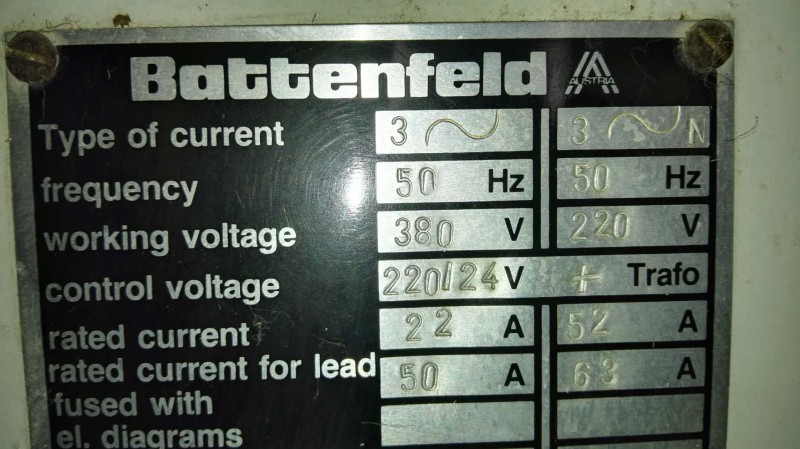 Battenfeld AUSTRIA
Type of current 3 ~ 3 ~ N
frequency 50 Hz 50 Hz
working voltage 380 V 220 V
control voltage 220/24 V + Trafo
rated current 22 A 52 A
rated current for lead 50 A 63 A
fused with
el. diagrams